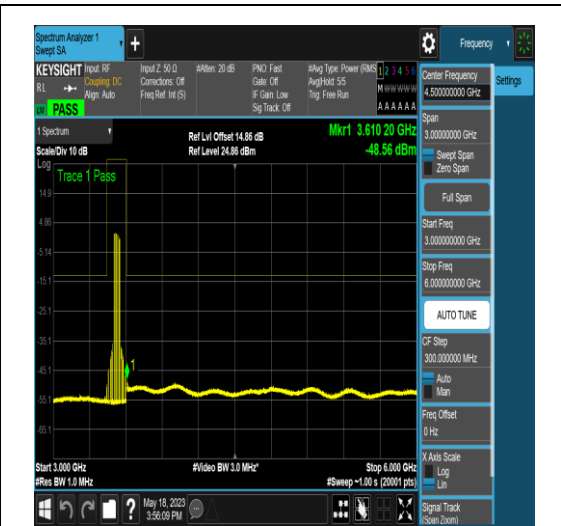 Spectrum Analyzer 1
Swept SA
Frequency
KEYSIGHT
RL
PASS
Input: RF
Coupling: DC
Align: Auto
Input Z: 50 Ω
Corrections: Off
Freq Ref: Int (S)
#Atten: 20 dB
PNO: Fast
Gate: Off
IF Gain: Low
Sig Track: Off
#Avg Type: Power (RMS
Avg|Hold: 5/5
Trig: Free Run
1 2 3 4 5 6
M W W W W W
A A A A A A
1 Spectrum
Scale/Div 10 dB
Ref Lvl Offset 14.86 dB
Ref Level 24.86 dBm
Mkr1 3.610 20 GHz
-48.56 dBm
Log
Trace 1 Pass
14.9
4.86
-5.14
-15.1
-25.1
-35.1
-45.1
-55.1
-65.1
1
Start 3.000 GHz
#Res BW 1.0 MHz
#Video BW 3.0 MHz*
Stop 6.000 GHz
#Sweep ~1.00 s (20001 pts)
Center Frequency
4.500000000 GHz
Settings
Span
3.00000000 GHz
Swept Span
Zero Span
Full Span
Start Freq
3.000000000 GHz
Stop Freq
6.000000000 GHz
AUTO TUNE
CF Step
300.000000 MHz
Auto
Man
Freq Offset
0 Hz
X Axis Scale
Log
Lin
Signal Track
(Span Zoom)
?
May 18, 2023
3:56:09 PM